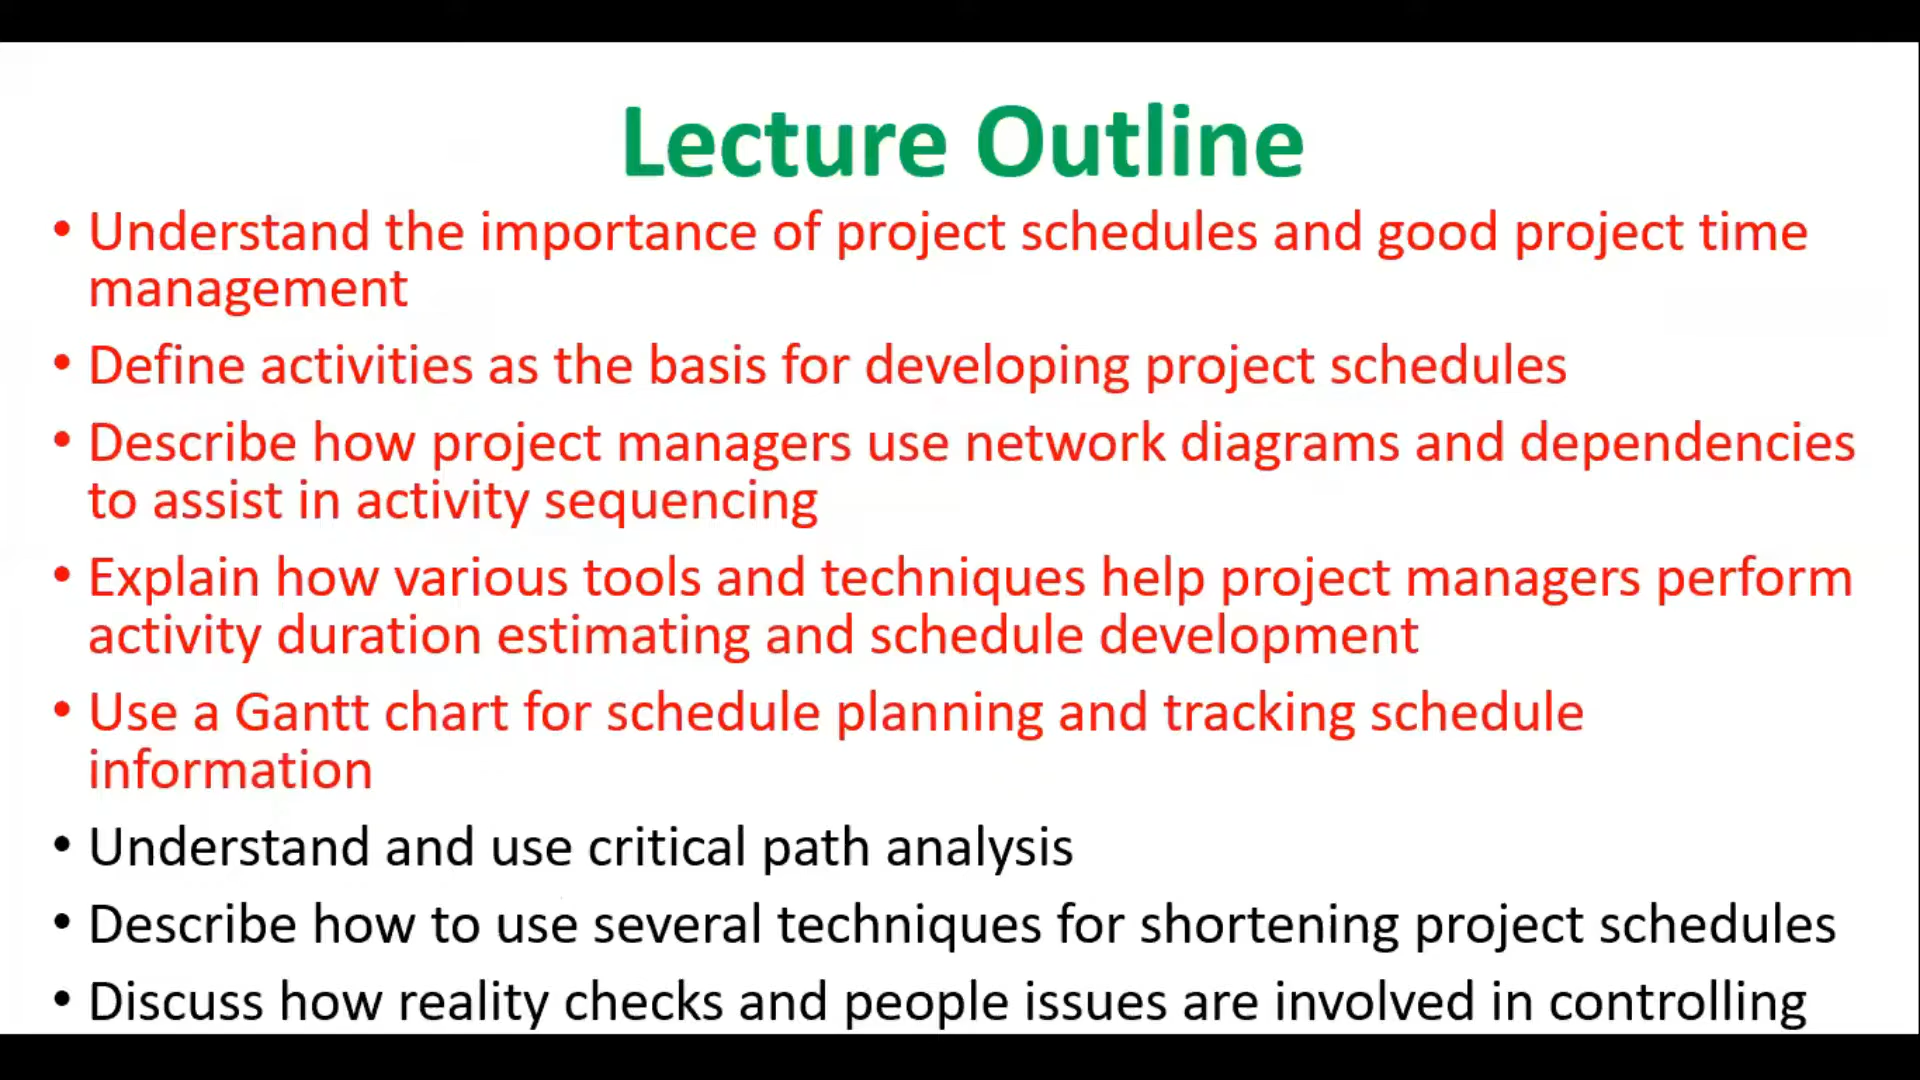 Lecture Outline
• Understand the importance of project schedules and good project time
management
• Define activities as the basis for developing project schedules
• Describe how project managers use network diagrams and dependencies
to assist in activity sequencing
• Explain how various tools and techniques help project managers perform
activity duration estimating and schedule development
• Use a Gantt chart for schedule planning and tracking schedule
information
• Understand and use critical path analysis
• Describe how to use several techniques for shortening project schedules
• Discuss how reality checks and people issues are involved in controlling